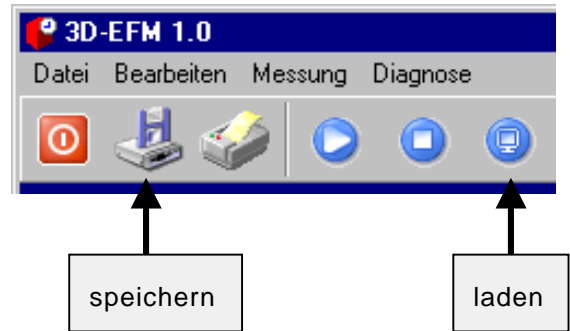 3D-EFM 1.0
Datei Bearbeiten Messung Diagnose
speichern laden